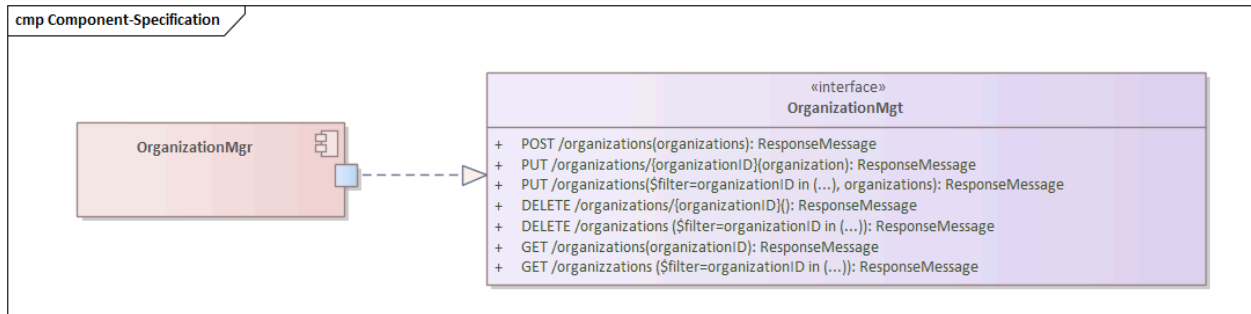 cmp Component-Specification
OrganizationMgr
«interface»
OrganizationMgt
+ POST /organizations(organizations): ResponseMessage
+ PUT /organizations/{organizationID}(organization): ResponseMessage
+ PUT /organizations($filter=organizationID in (...), organizations): ResponseMessage
+ DELETE /organizations/{organizationID}(): ResponseMessage
+ DELETE /organizations ($filter=organizationID in (...)): ResponseMessage
+ GET /organizations(organizationID): ResponseMessage
+ GET /organizzations ($filter=organizationID in (...)): ResponseMessage